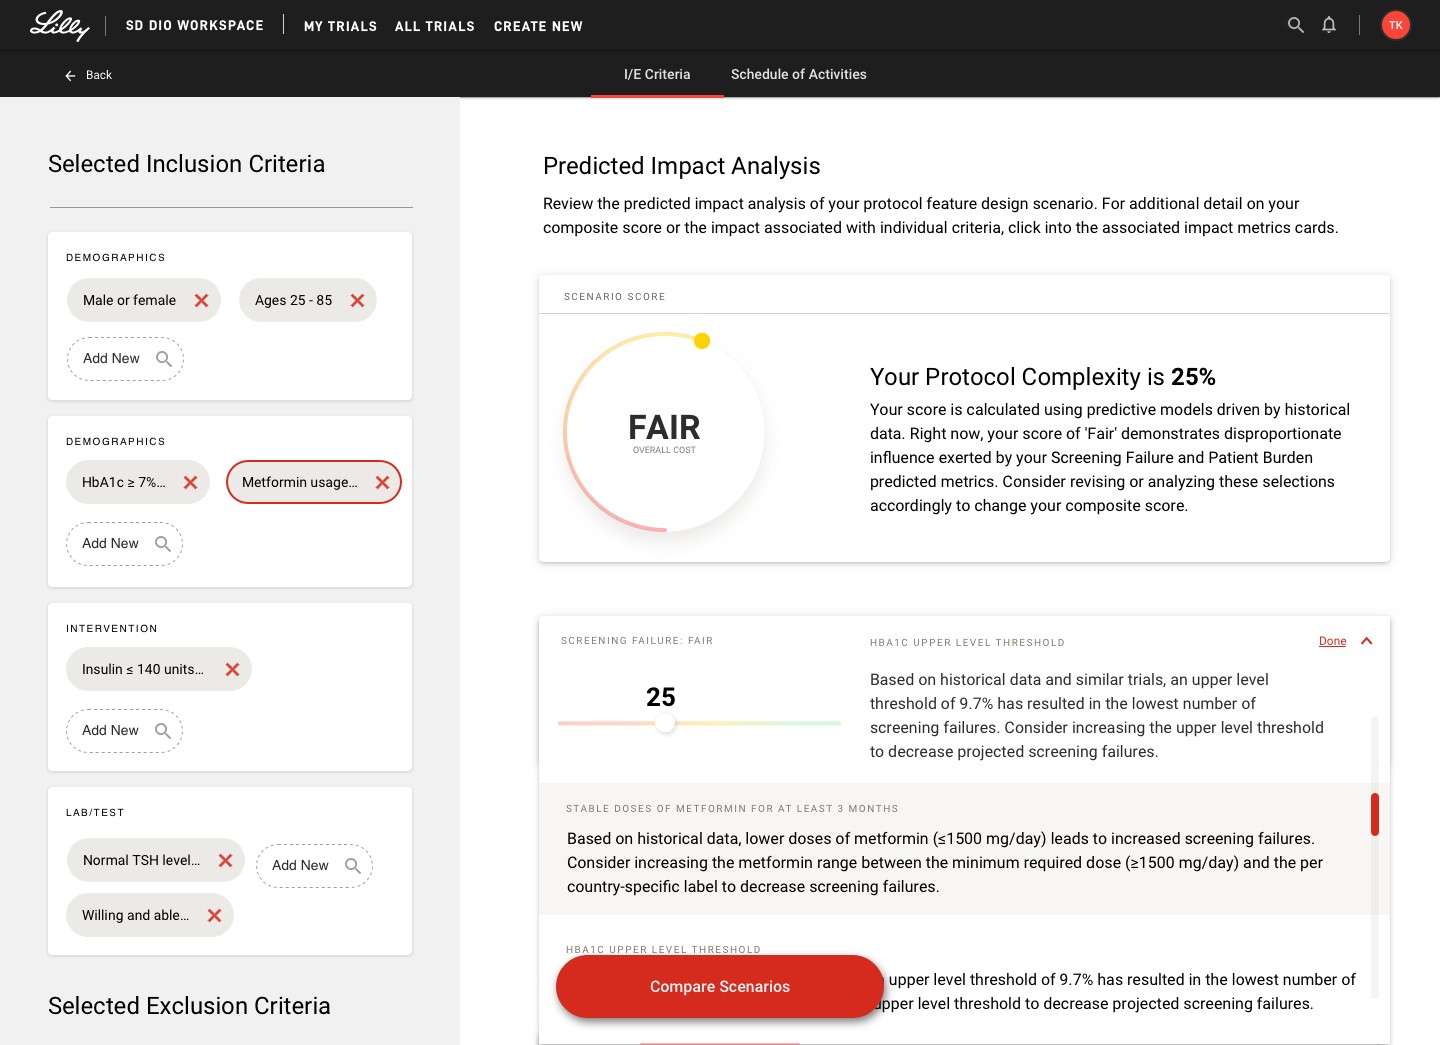 Lilly
SD DIO WORKSPACE
MY TRIALS
ALL TRIALS
CREATE NEW
TK
Back
I/E Criteria
Schedule of Activities
Selected Inclusion Criteria
DEMOGRAPHICS
Male or female
Ages 25 - 85
Add New
DEMOGRAPHICS
HbA1c ≥ 7%...
Metformin usage...
Add New
INTERVENTION
Insulin ≤ 140 units...
Add New
LAB/TEST
Normal TSH level...
Add New
Willing and able...
Selected Exclusion Criteria
Predicted Impact Analysis
Review the predicted impact analysis of your protocol feature design scenario. For additional detail on your
composite score or the impact associated with individual criteria, click into the associated impact metrics cards.
SCENARIO SCORE
FAIR
OVERALL COST
Your Protocol Complexity is 25%
Your score is calculated using predictive models driven by historical
data. Right now, your score of 'Fair' demonstrates disproportionate
influence exerted by your Screening Failure and Patient Burden
predicted metrics. Consider revising or analyzing these selections
accordingly to change your composite score.
SCREENING FAILURE: FAIR
25
HBA1C UPPER LEVEL THRESHOLD
Done
Based on historical data and similar trials, an upper level
threshold of 9.7% has resulted in the lowest number of
screening failures. Consider increasing the upper level threshold
to decrease projected screening failures.
STABLE DOSES OF METFORMIN FOR AT LEAST 3 MONTHS
Based on historical data, lower doses of metformin (≤1500 mg/day) leads to increased screening failures.
Consider increasing the metformin range between the minimum required dose (≥1500 mg/day) and the per
country-specific label to decrease screening failures.
HBA1C UPPER LEVEL THRESHOLD
upper level threshold of 9.7% has resulted in the lowest number of
upper level threshold to decrease projected screening failures.
Compare Scenarios